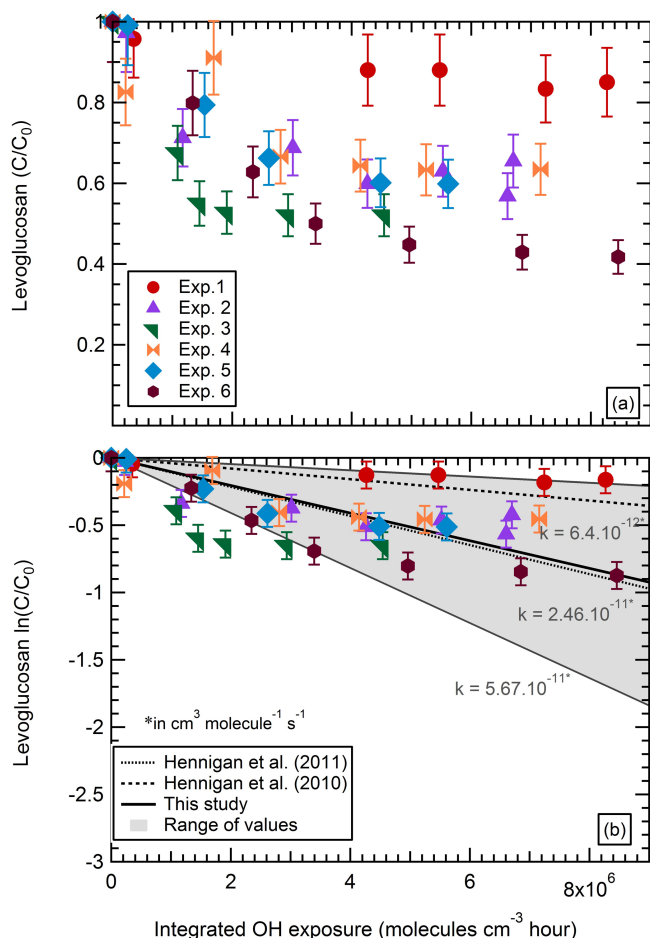 1
0.8
0.6
0.4
0.2
Levoglucosan (C/C₀)
Exp.1
Exp. 2
Exp. 3
Exp. 4
Exp. 5
Exp. 6
(a)
0
-0.5
-1
-1.5
-2
-2.5
-3
Levoglucosan ln(C/C₀)
k = 6.4.10⁻¹²*
k = 2.46.10⁻¹¹*
k = 5.67.10⁻¹¹*
*in cm³ molecule⁻¹ s⁻¹
Hennigan et al. (2011)
Hennigan et al. (2010)
This study
Range of values
(b)
0 2 4 6 8x10⁶
Integrated OH exposure (molecules cm⁻³ hour)